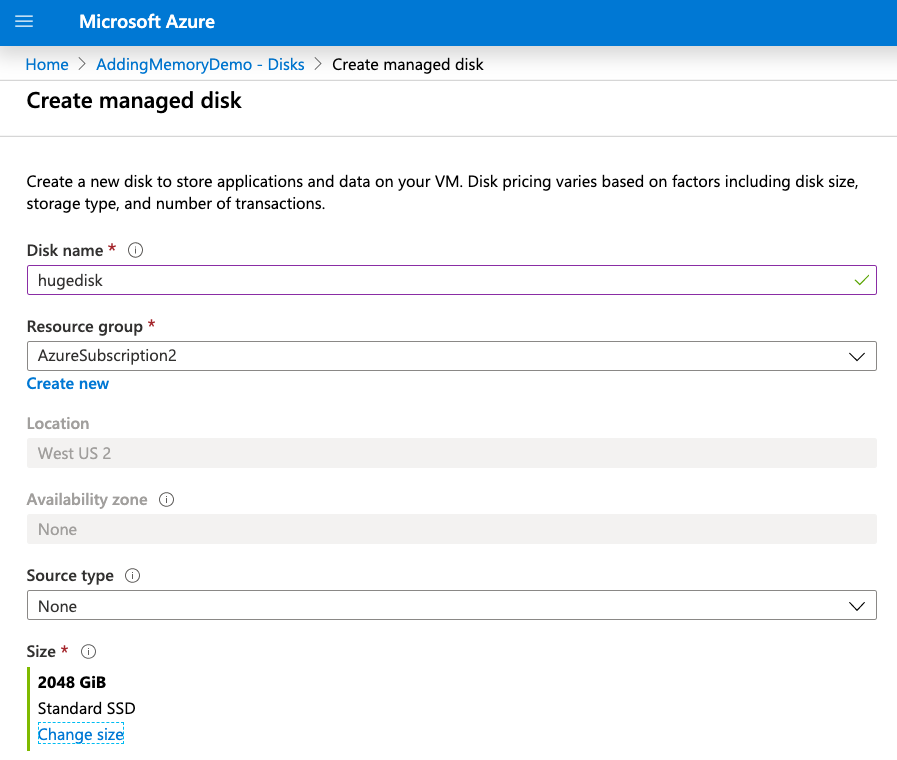 Microsoft Azure
Home > AddingMemoryDemo - Disks > Create managed disk
Create managed disk
Create a new disk to store applications and data on your VM. Disk pricing varies based on factors including disk size,
storage type, and number of transactions.
Disk name *
hugedisk
Resource group *
AzureSubscription2
Create new
Location
West US 2
Availability zone
None
Source type
None
Size *
2048 GiB
Standard SSD
Change size